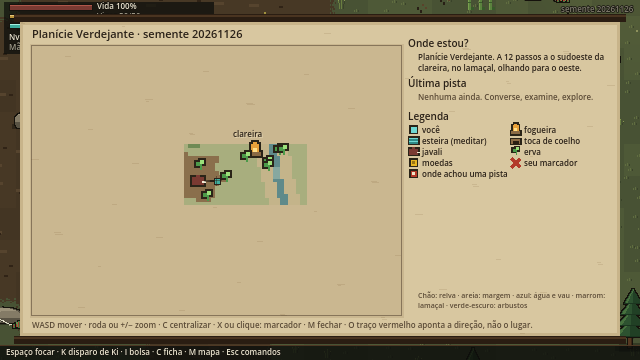 Vida 100%
semente 20261126
Nv
Planície Verdejante · semente 20261126
clareira
Onde estou?
Planície Verdejante. A 12 passos a o sudoeste da
clareira, no lamaçal, olhando para o oeste.
Última pista
Nenhuma ainda. Converse, examine, explore.
Legenda
você
fogueira
esteira (meditar)
toca de coelho
javali
erva
moedas
seu marcador
onde achou uma pista
Chão: relva · areia: margem · azul: água e vau · marrom:
lamaçal · verde-escuro: arbustos
WASD mover · roda ou +/− zoom · C centralizar · X ou clique: marcador · M fechar · O traço vermelho aponta a direção, não o lugar.
Espaço focar · K disparo de Ki · I bolsa · C ficha · M mapa · Esc comandos